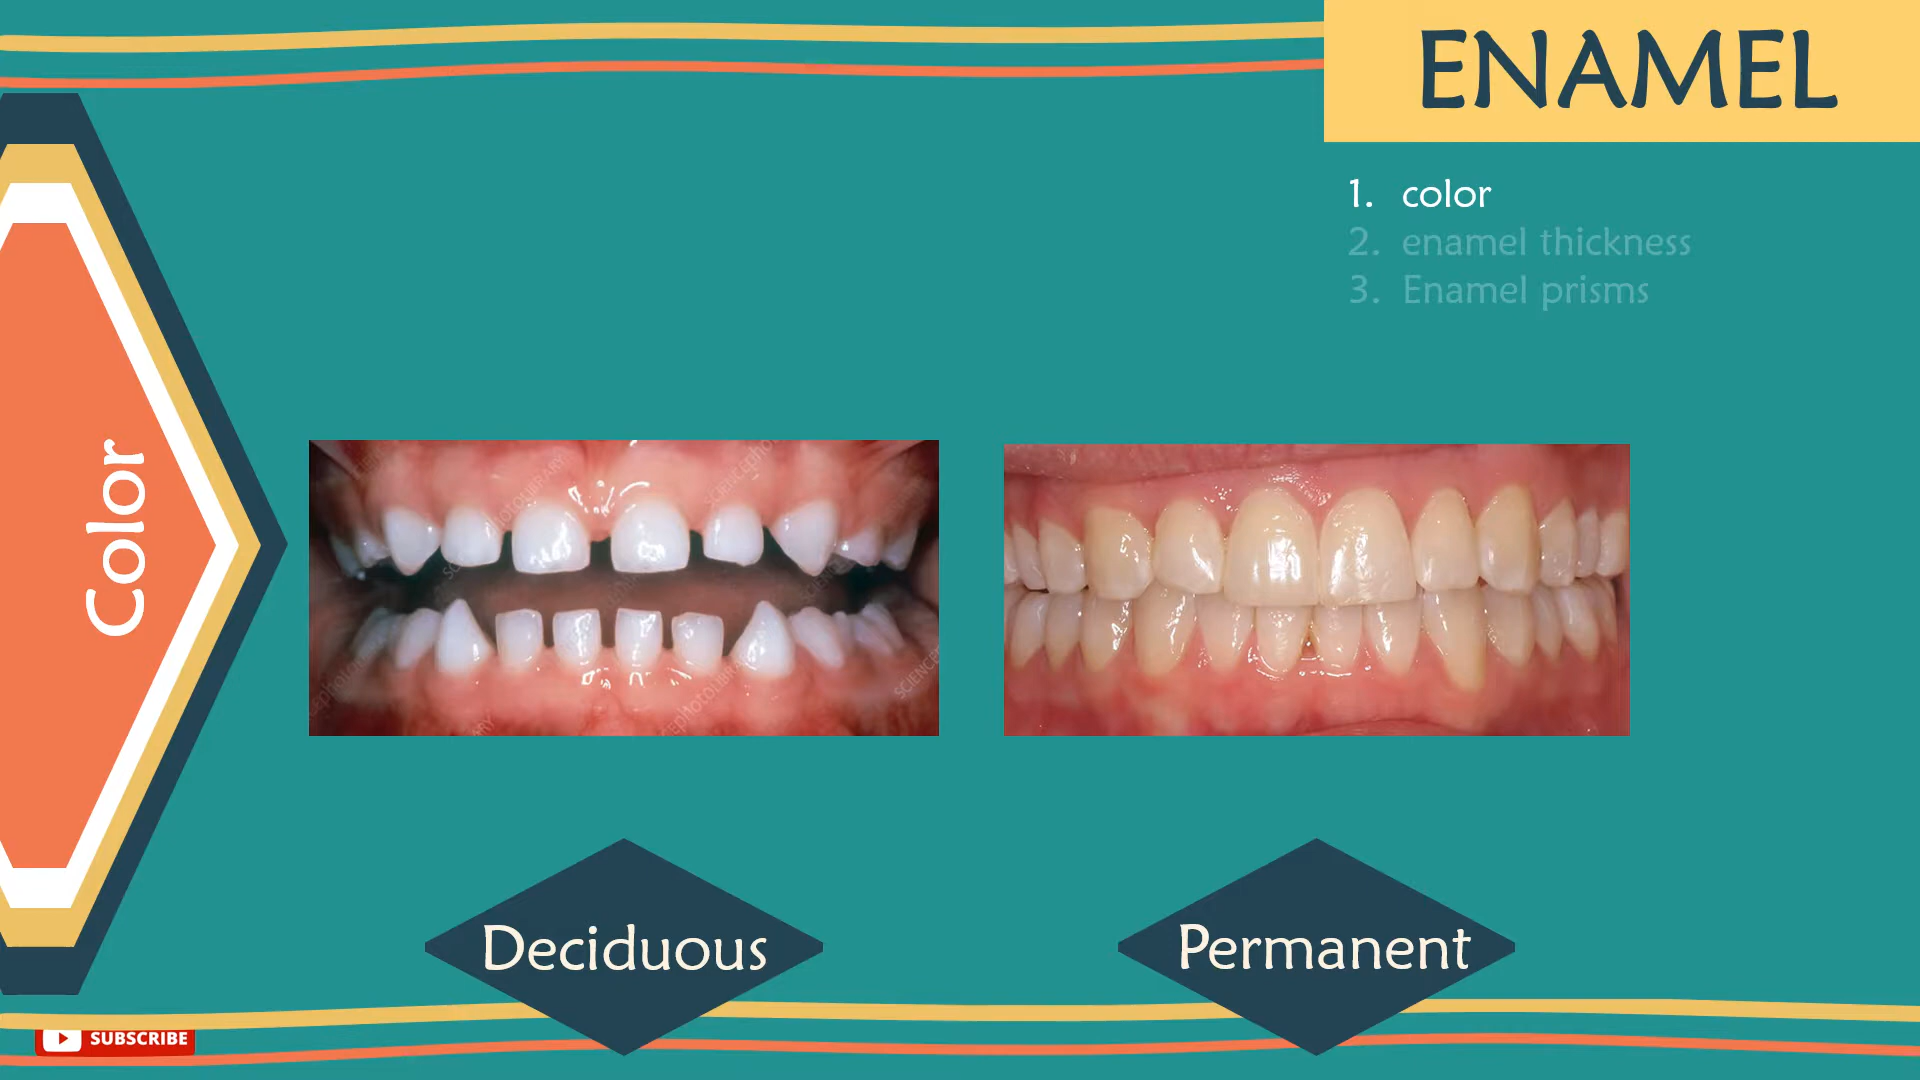 ENAMEL
1. color
2. enamel thickness
3. Enamel prisms
Color
Deciduous
Permanent
SUBSCRIBE